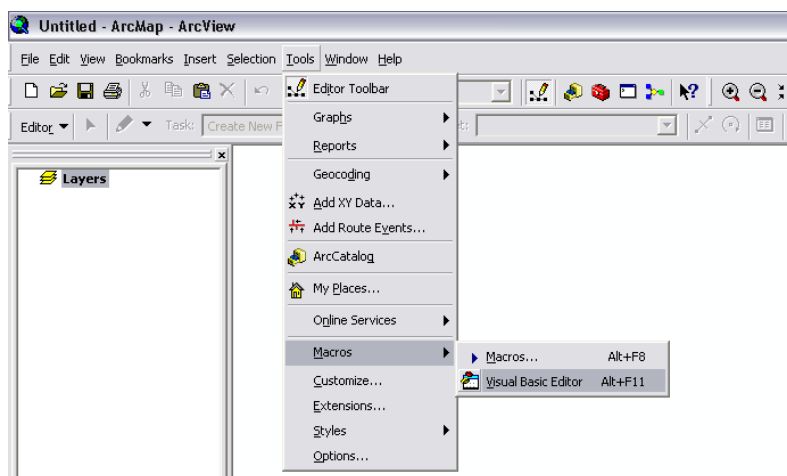 Untitled - ArcMap - ArcView
File Edit View Bookmarks Insert Selection Tools Window Help
Editor Task: Create New F et:
Layers
Editor Toolbar
Graphs
Reports
Geocoding
Add XY Data...
Add Route Events...
ArcCatalog
My Places...
Online Services
Macros
Customize...
Extensions...
Styles
Options...
Macros... Alt+F8
Visual Basic Editor Alt+F11